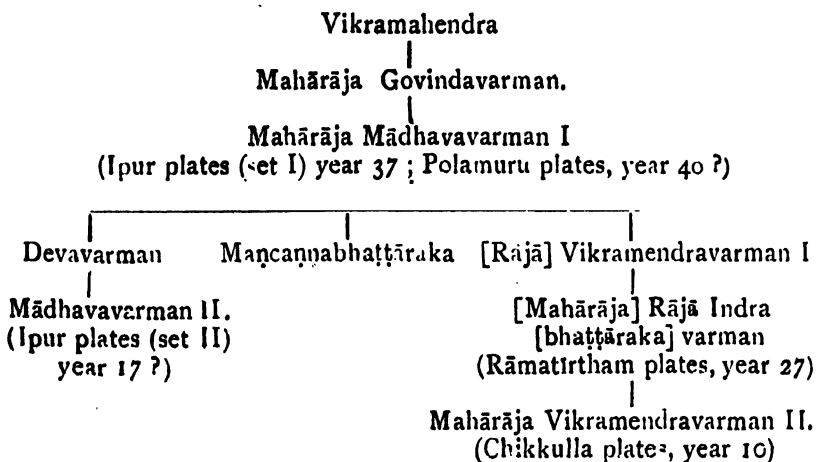 Vikramahendra
Mahārāja Govindavarman.
Mahārāja Mādhavavarman I
(Ipur plates (set I) year 37 ; Polamuru plates, year 40 ?)
Devavarman Maṇcaṇṇabhaṭṭāraka [Rājā] Vikramendravarman I
Mādhavavarman II. [Mahārāja] Rājā Indra
(Ipur plates (set II) [bhaṭṭāraka] varman
year 17 ?) (Rāmatīrtham plates, year 27)
Mahārāja Vikramendravarman II.
(Chikkulla plates, year 10)